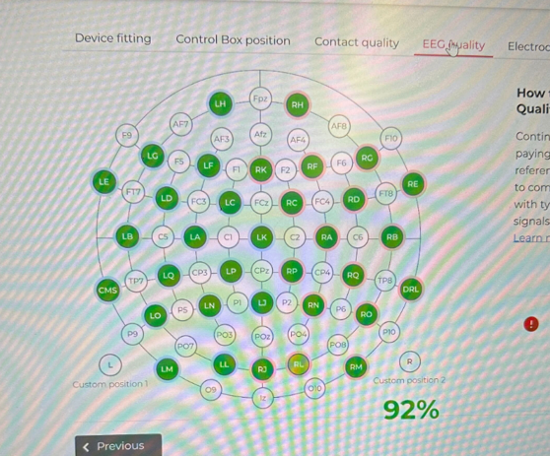 Device fitting Control Box position Contact quality EEG Quality Electrod
How
Quali
Contin
paying
referen
to com
with ty
signals
Learn
LH Fpz RH
AF7 AF8
F9 AF3 Afz AF4 F10
LG F5 LF F1 RK F2 RF F6 RG
LE FT7 LD FC3 LC FCz RC FC4 RD FT8 RE
LB C5 LA C1 LK C2 RA C6 RB
CMS TP7 LQ CP3 LP CPz RP CP4 RQ TP8 DRL
LO P5 LN P1 LJ P2 RN P6 RO
P9 PO7 PO3 POz PO4 PO8 P10
L LM LL RJ RL RM R
Custom position 1 Custom position 2
O9 Iz O10
92%
Previous